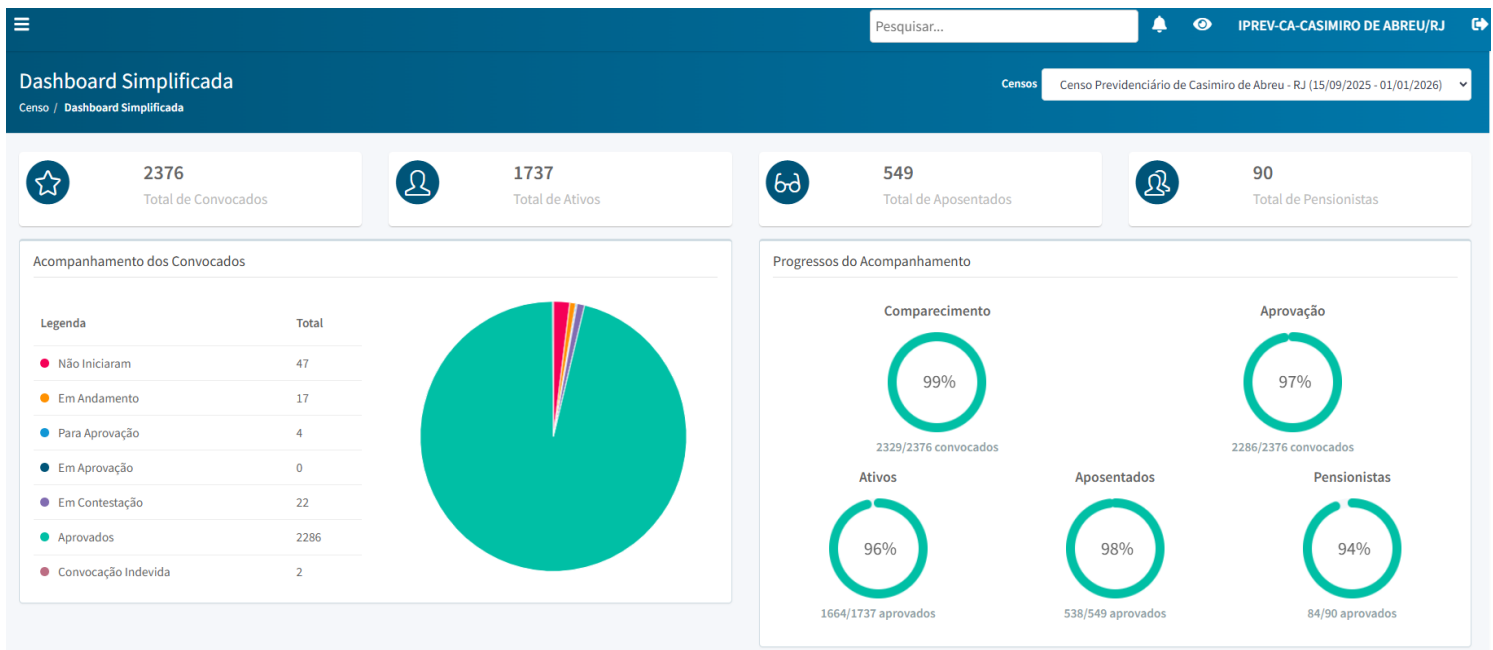 Pesquisar...
IPREV-CA-CASIMIRO DE ABREU/RJ
Dashboard Simplificada
Censo / Dashboard Simplificada
Censos
Censo Previdenciário de Casimiro de Abreu - RJ (15/09/2025 - 01/01/2026)
2376
Total de Convocados
1737
Total de Ativos
549
Total de Aposentados
90
Total de Pensionistas
Acompanhamento dos Convocados
Legenda Total
Não Iniciaram 47
Em Andamento 17
Para Aprovação 4
Em Aprovação 0
Em Contestação 22
Aprovados 2286
Convocação Indevida 2
Progressos do Acompanhamento
Comparecimento
99%
2329/2376 convocados
Aprovação
97%
2286/2376 convocados
Ativos
96%
1664/1737 aprovados
Aposentados
98%
538/549 aprovados
Pensionistas
94%
84/90 aprovados